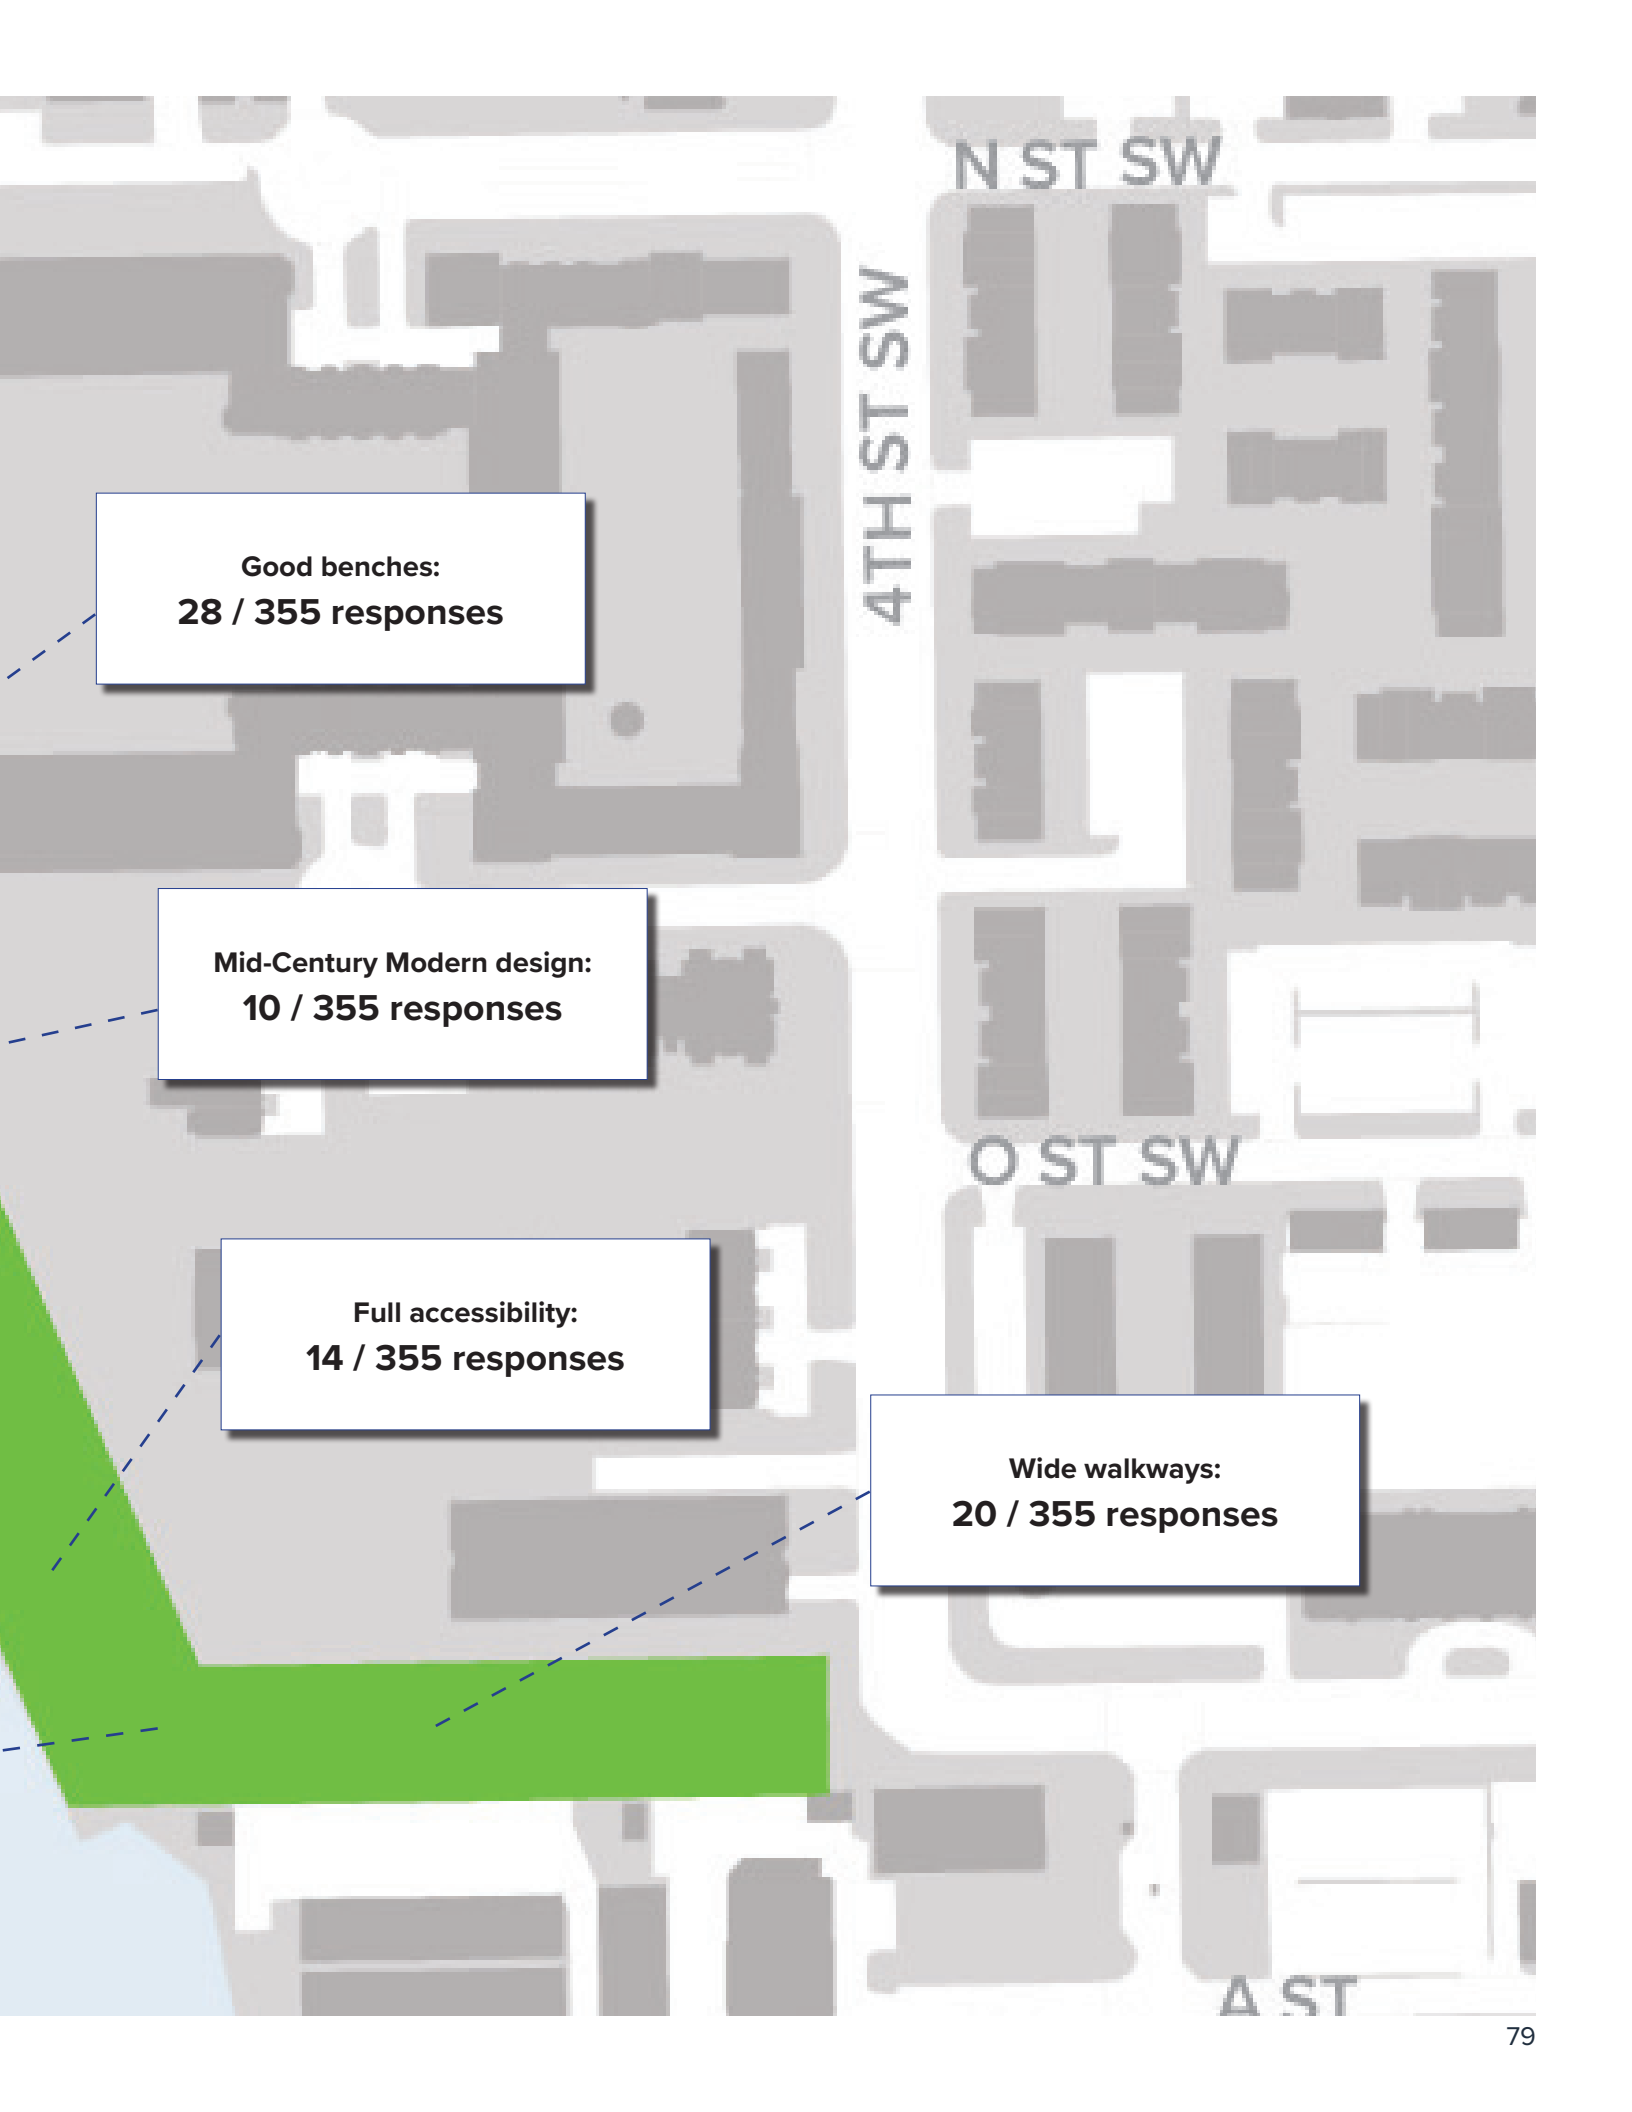 N ST SW
4TH ST SW
Good benches:
28 / 355 responses
Mid-Century Modern design:
10 / 355 responses
O ST SW
Full accessibility:
14 / 355 responses
Wide walkways:
20 / 355 responses
A ST
79